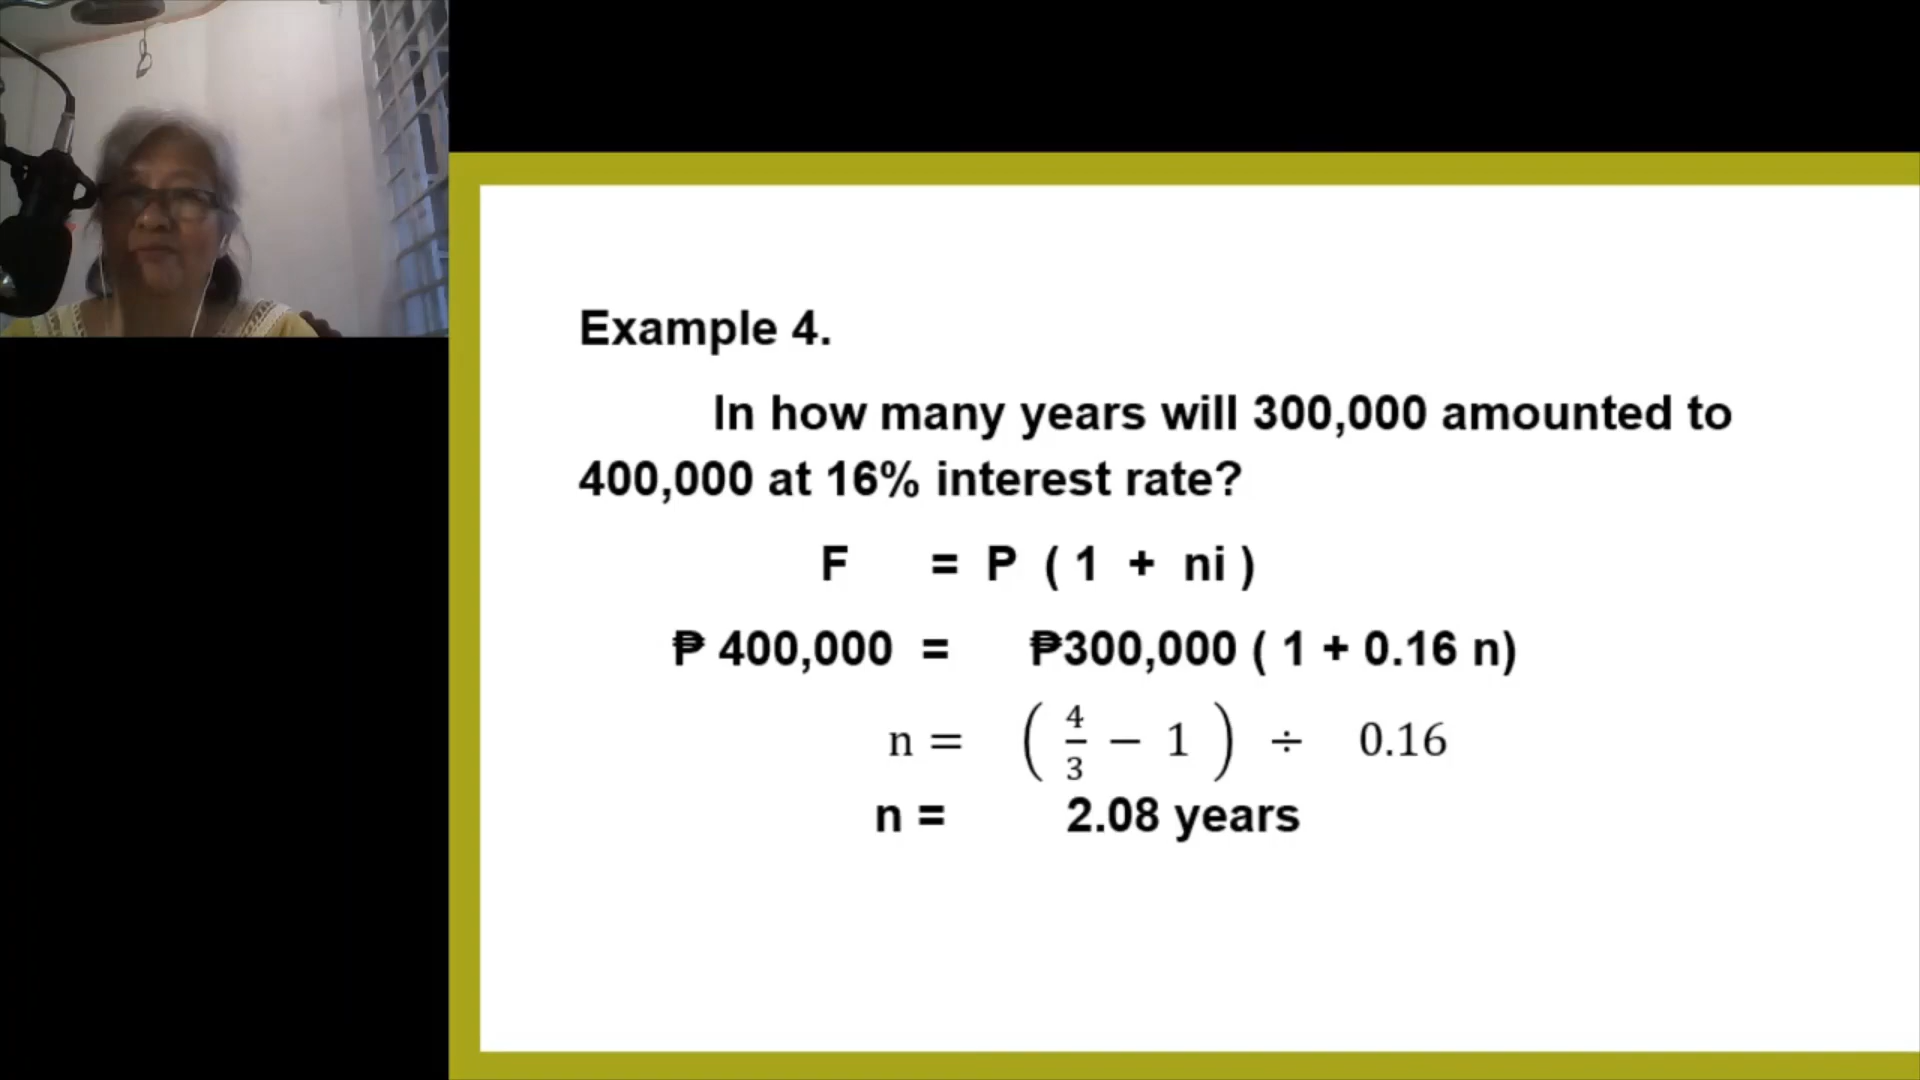 Example 4.
In how many years will 300,000 amounted to
400,000 at 16% interest rate?
F = P ( 1 + ni )
₱ 400,000 = ₱300,000 ( 1 + 0.16 n)
n = ( 4/3 − 1 ) ÷ 0.16
n = 2.08 years